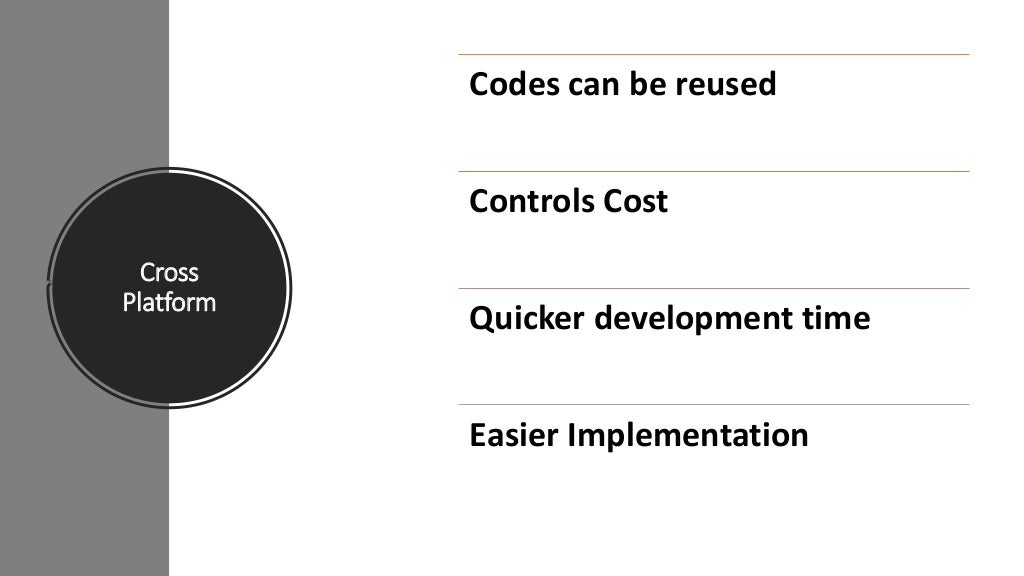 Cross
Platform
Codes can be reused
Controls Cost
Quicker development time
Easier Implementation